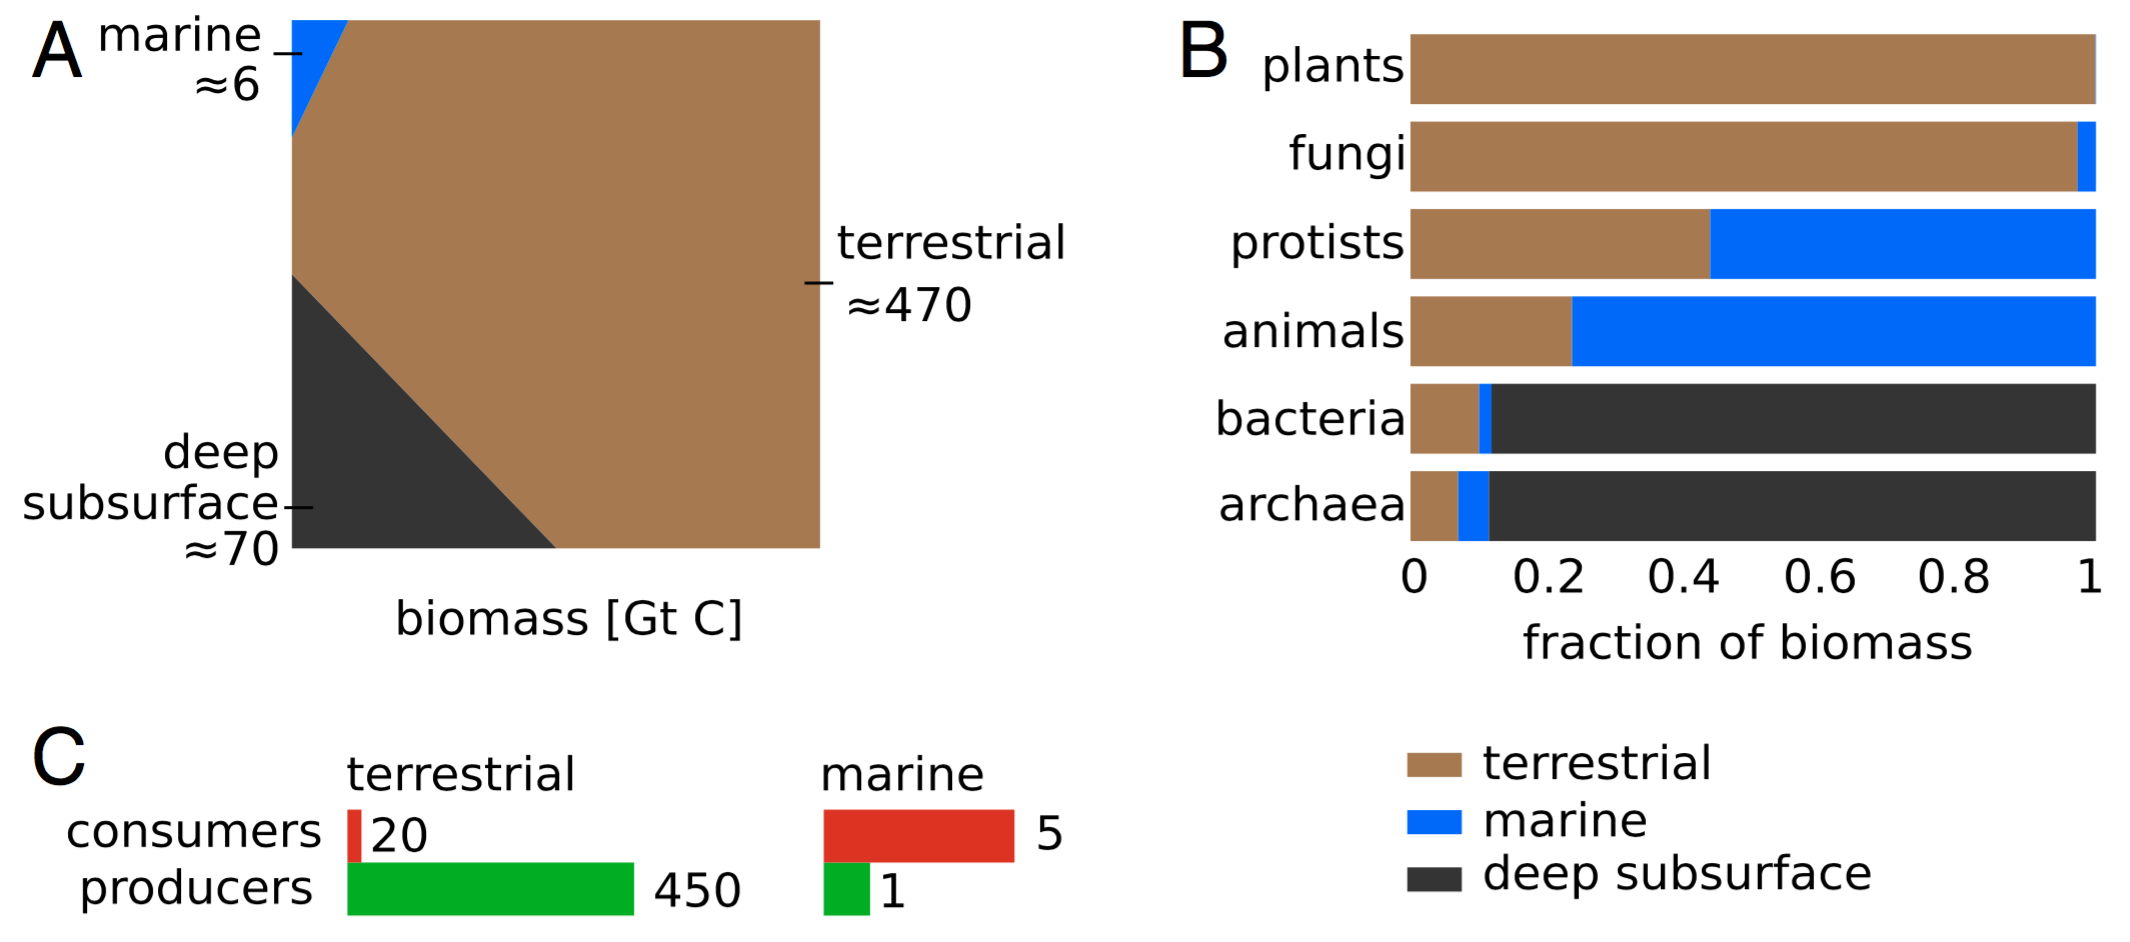 A
marine
≈6
terrestrial
≈470
deep
subsurface
≈70
biomass [Gt C]
B
plants
fungi
protists
animals
bacteria
archaea
0 0.2 0.4 0.6 0.8 1
fraction of biomass
C
terrestrial marine
consumers 20 5
producers 450 1
terrestrial
marine
deep subsurface